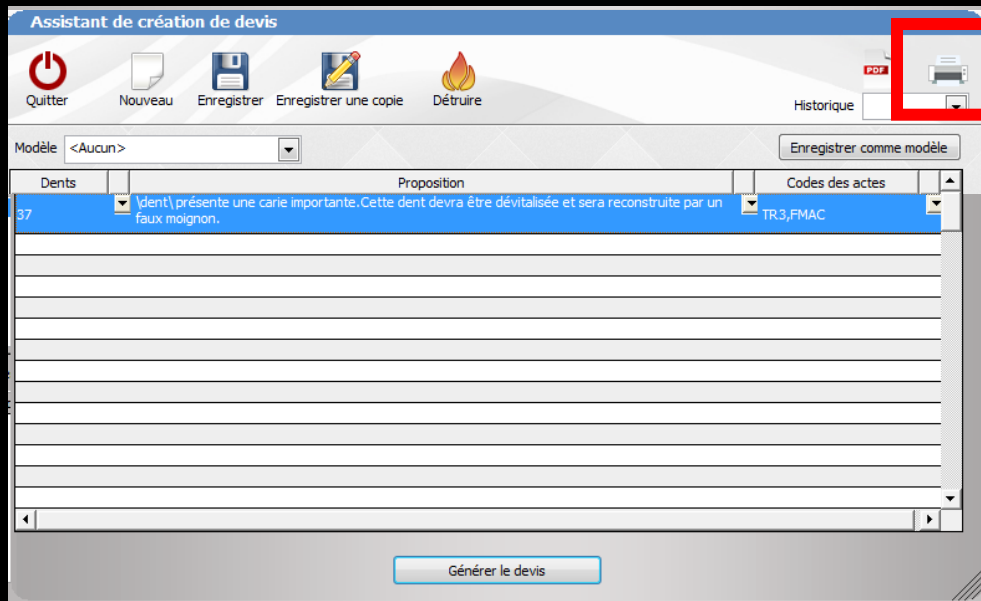 Assistant de création de devis
PDF
Quitter
Nouveau
Enregistrer
Enregistrer une copie
Détruire
Historique
Modèle
<Aucun>
Enregistrer comme modèle
Dents
Proposition
Codes des actes
37
\dent\ présente une carie importante.Cette dent devra être dévitalisée et sera reconstruite par un
faux moignon.
TR3,FMAC
Générer le devis